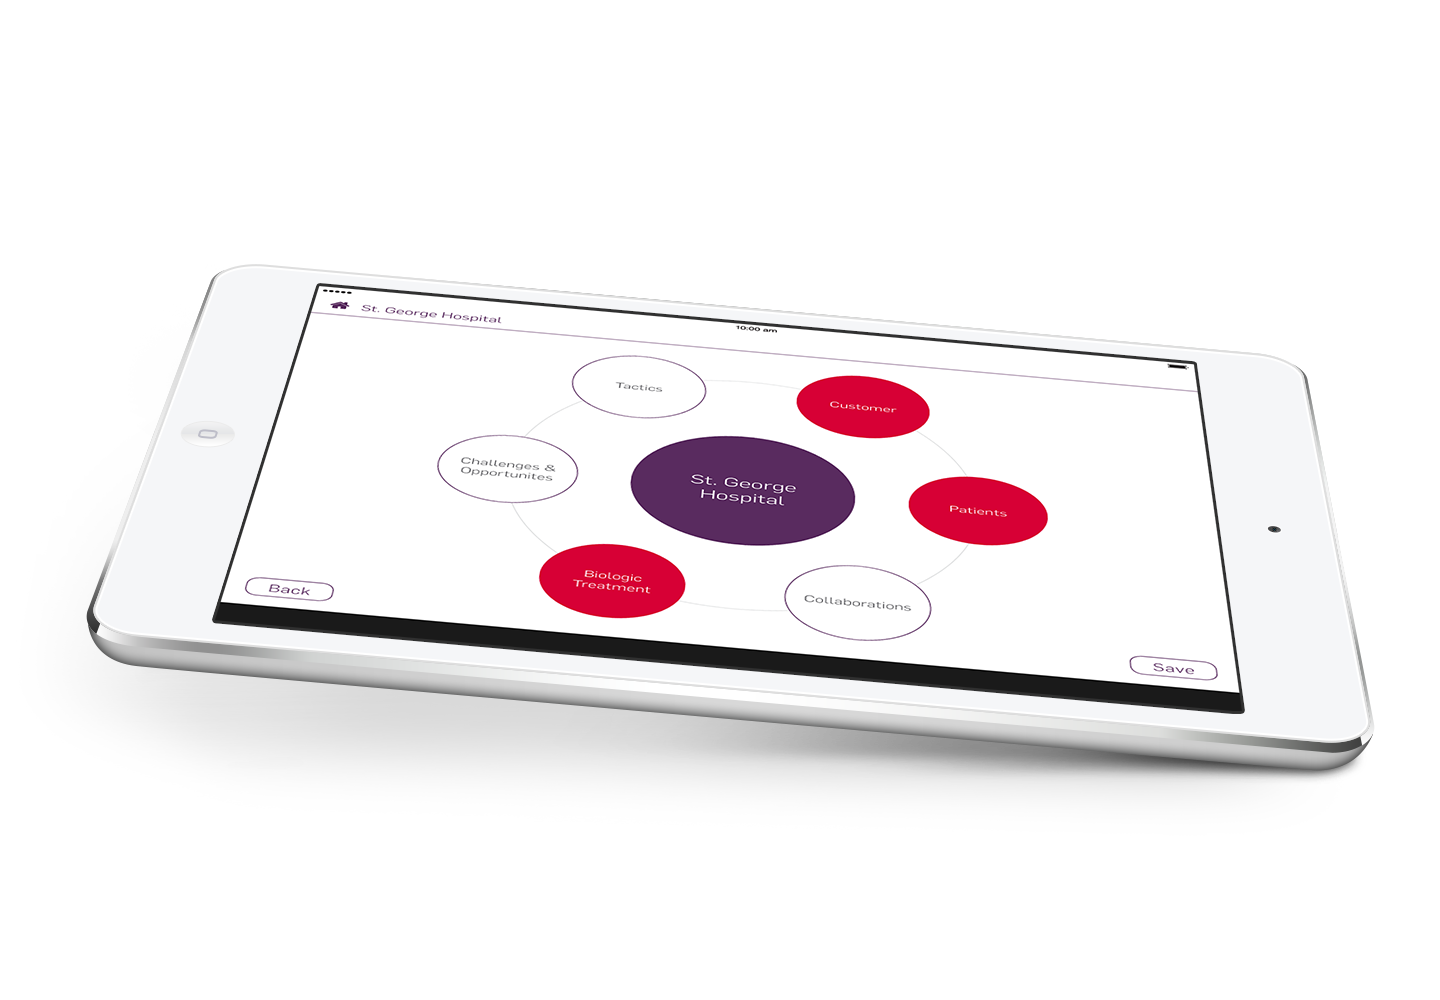 St. George Hospital
10:00 am
Tactics
Customer
Challenges &
Opportunites
St. George
Hospital
Patients
Biologic
Treatment
Collaborations
Back
Save